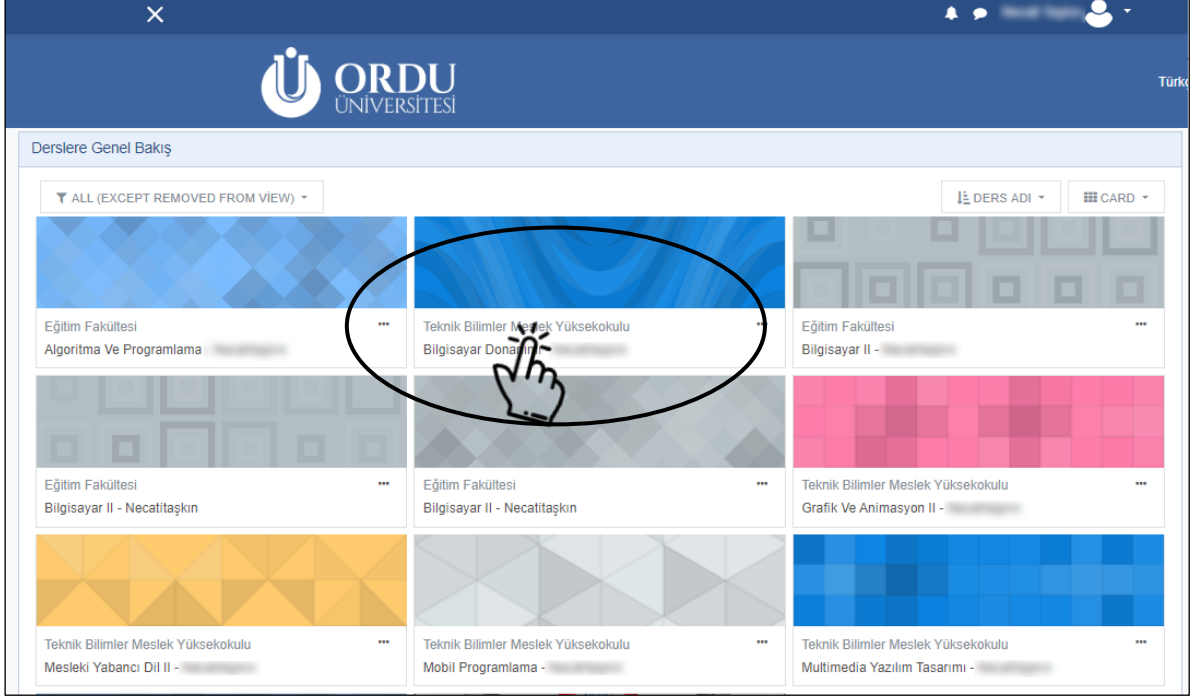 ORDU
ÜNİVERSİTESİ
Derslere Genel Bakış
ALL (EXCEPT REMOVED FROM VİEW)
DERS ADI
CARD
Eğitim Fakültesi
Algoritma Ve Programlama -
Teknik Bilimler Meslek Yüksekokulu
Bilgisayar Donanımı -
Eğitim Fakültesi
Bilgisayar II -
Eğitim Fakültesi
Bilgisayar II - Necatitaşkın
Eğitim Fakültesi
Bilgisayar II - Necatitaşkın
Teknik Bilimler Meslek Yüksekokulu
Grafik Ve Animasyon II -
Teknik Bilimler Meslek Yüksekokulu
Mesleki Yabancı Dil II -
Teknik Bilimler Meslek Yüksekokulu
Mobil Programlama -
Teknik Bilimler Meslek Yüksekokulu
Multimedia Yazılım Tasarımı -